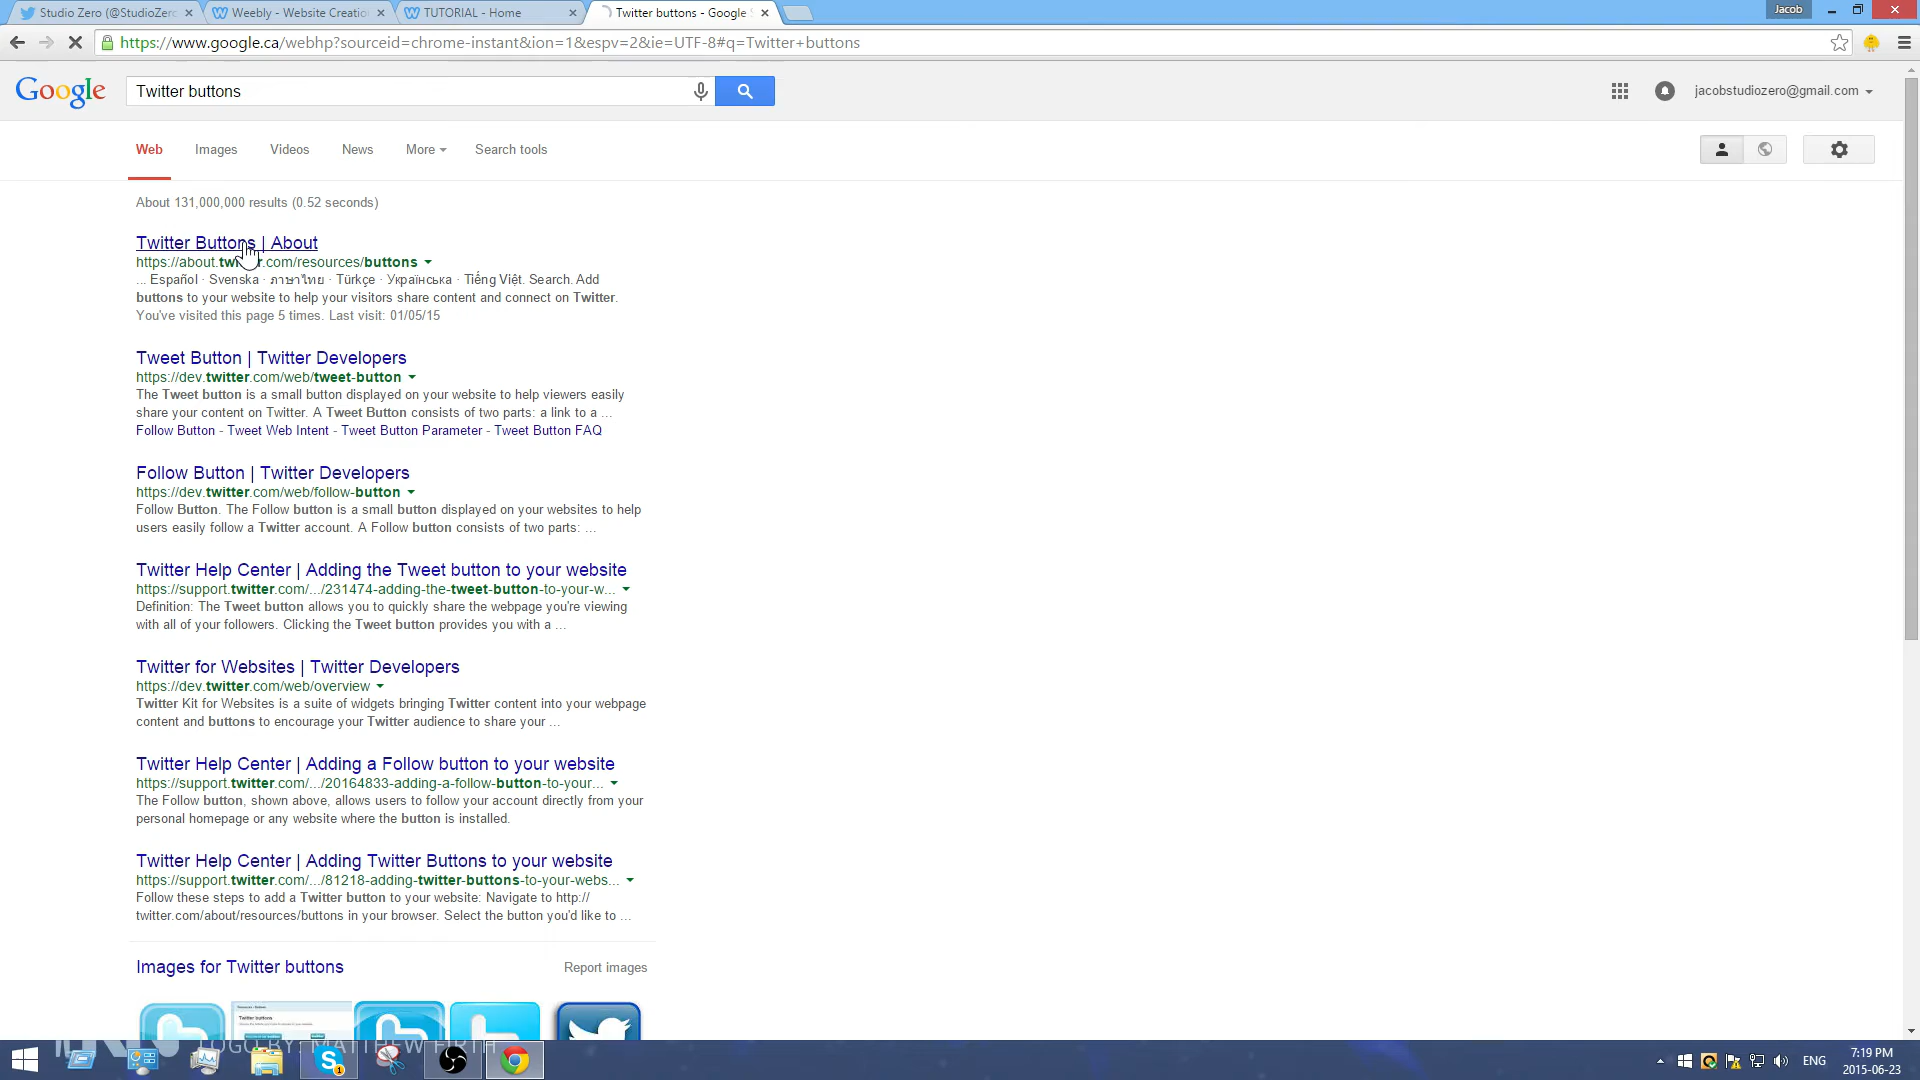 Studio Zero (@StudioZer
Weebly - Website Creatio
TUTORIAL - Home
Twitter buttons - Google S
Jacob
https://www.google.ca/webhp?sourceid=chrome-instant&ion=1&espv=2&ie=UTF-8#q=Twitter+buttons
Google
Twitter buttons
jacobstudiozero@gmail.com
Web
Images
Videos
News
More
Search tools
About 131,000,000 results (0.52 seconds)
Twitter Buttons | About
https://about.twitter.com/resources/buttons
... Español · Svenska · ภาษาไทย · Türkçe · Українська · Tiếng Việt. Search. Add
buttons to your website to help your visitors share content and connect on Twitter.
You've visited this page 5 times. Last visit: 01/05/15
Tweet Button | Twitter Developers
https://dev.twitter.com/web/tweet-button
The Tweet button is a small button displayed on your website to help viewers easily
share your content on Twitter. A Tweet Button consists of two parts: a link to a ...
Follow Button - Tweet Web Intent - Tweet Button Parameter - Tweet Button FAQ
Follow Button | Twitter Developers
https://dev.twitter.com/web/follow-button
Follow Button. The Follow button is a small button displayed on your websites to help
users easily follow a Twitter account. A Follow button consists of two parts: ...
Twitter Help Center | Adding the Tweet button to your website
https://support.twitter.com/.../231474-adding-the-tweet-button-to-your-w...
Definition: The Tweet button allows you to quickly share the webpage you're viewing
with all of your followers. Clicking the Tweet button provides you with a ...
Twitter for Websites | Twitter Developers
https://dev.twitter.com/web/overview
Twitter Kit for Websites is a suite of widgets bringing Twitter content into your webpage
content and buttons to encourage your Twitter audience to share your ...
Twitter Help Center | Adding a Follow button to your website
https://support.twitter.com/.../20164833-adding-a-follow-button-to-your...
The Follow button, shown above, allows users to follow your account directly from your
personal homepage or any website where the button is installed.
Twitter Help Center | Adding Twitter Buttons to your website
https://support.twitter.com/.../81218-adding-twitter-buttons-to-your-webs...
Follow these steps to add a Twitter button to your website: Navigate to http://
twitter.com/about/resources/buttons in your browser. Select the button you'd like to ...
Images for Twitter buttons
Report images
LOGO BY: MATTHEW FIRTH
ENG
7:19 PM
2015-06-23